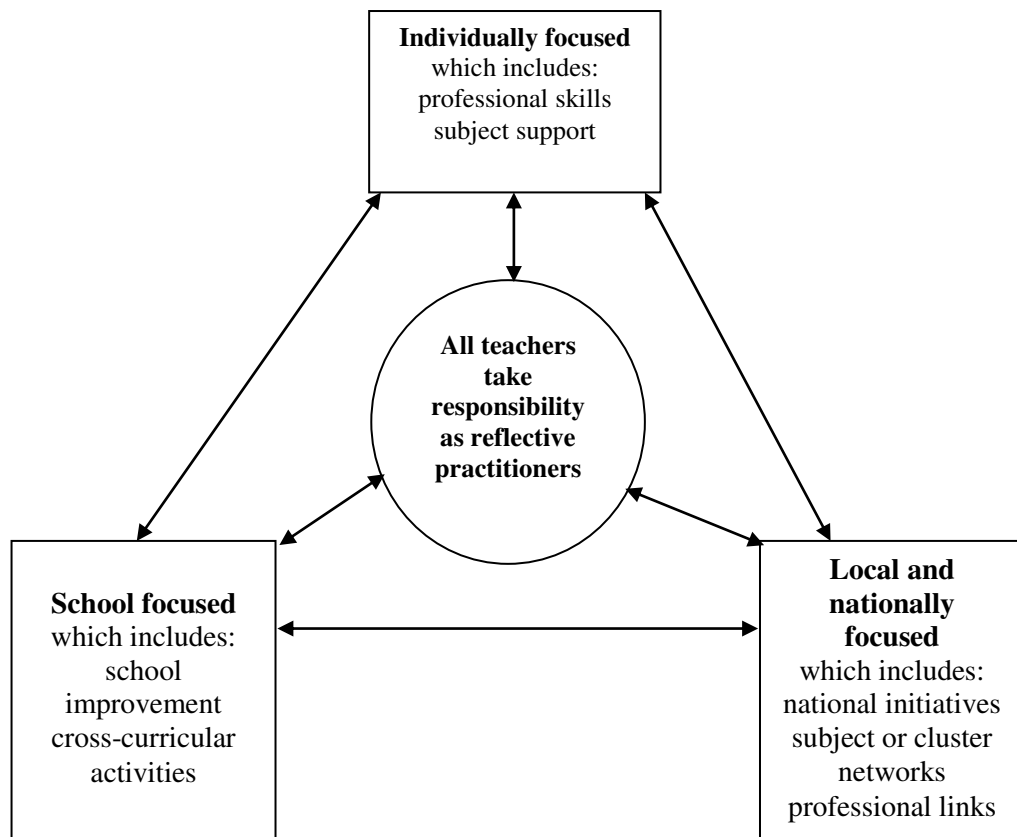 Individually focused
which includes:
professional skills
subject support
All teachers
take
responsibility
as reflective
practitioners
School focused
which includes:
school
improvement
cross-curricular
activities
Local and
nationally
focused
which includes:
national initiatives
subject or cluster
networks
professional links